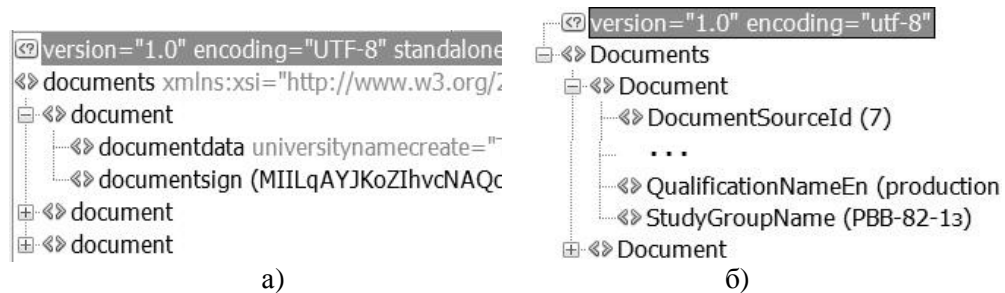 version="1.0" encoding="UTF-8" standalone
documents xmlns:xsi="http://www.w3.org/2
document
documentdata universitynamecreate="
documentsign (MIILqAYJKoZIhvcNAQc
document
document
а)
version="1.0" encoding="utf-8"
Documents
Document
DocumentSourceId (7)
...
QualificationNameEn (production
StudyGroupName (PBB-82-1з)
Document
б)